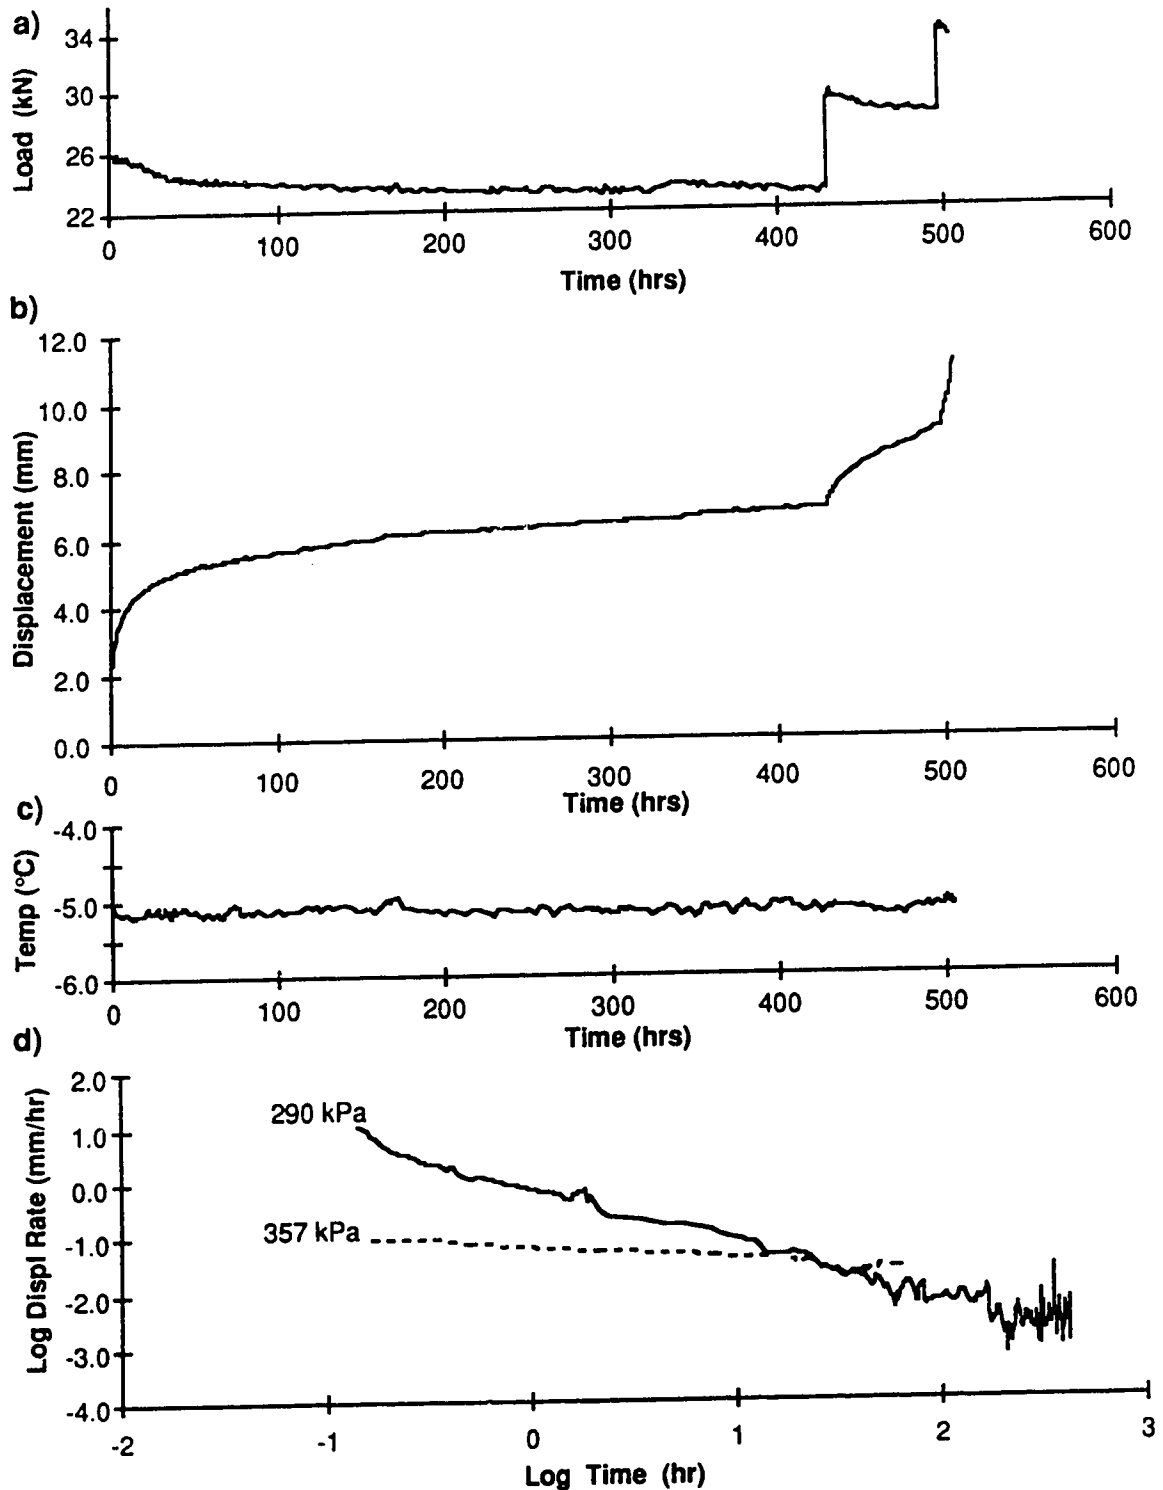 a)
Load (kN)
34
30
26
22
0 100 200 300 400 500 600
Time (hrs)
b)
Displacement (mm)
12.0
10.0
8.0
6.0
4.0
2.0
0.0
0 100 200 300 400 500 600
Time (hrs)
c)
Temp (°C)
-4.0
-5.0
-6.0
0 100 200 300 400 500 600
Time (hrs)
d)
Log Displ Rate (mm/hr)
2.0
1.0
0.0
-1.0
-2.0
-3.0
-4.0
290 kPa
357 kPa
-2 -1 0 1 2 3
Log Time (hr)